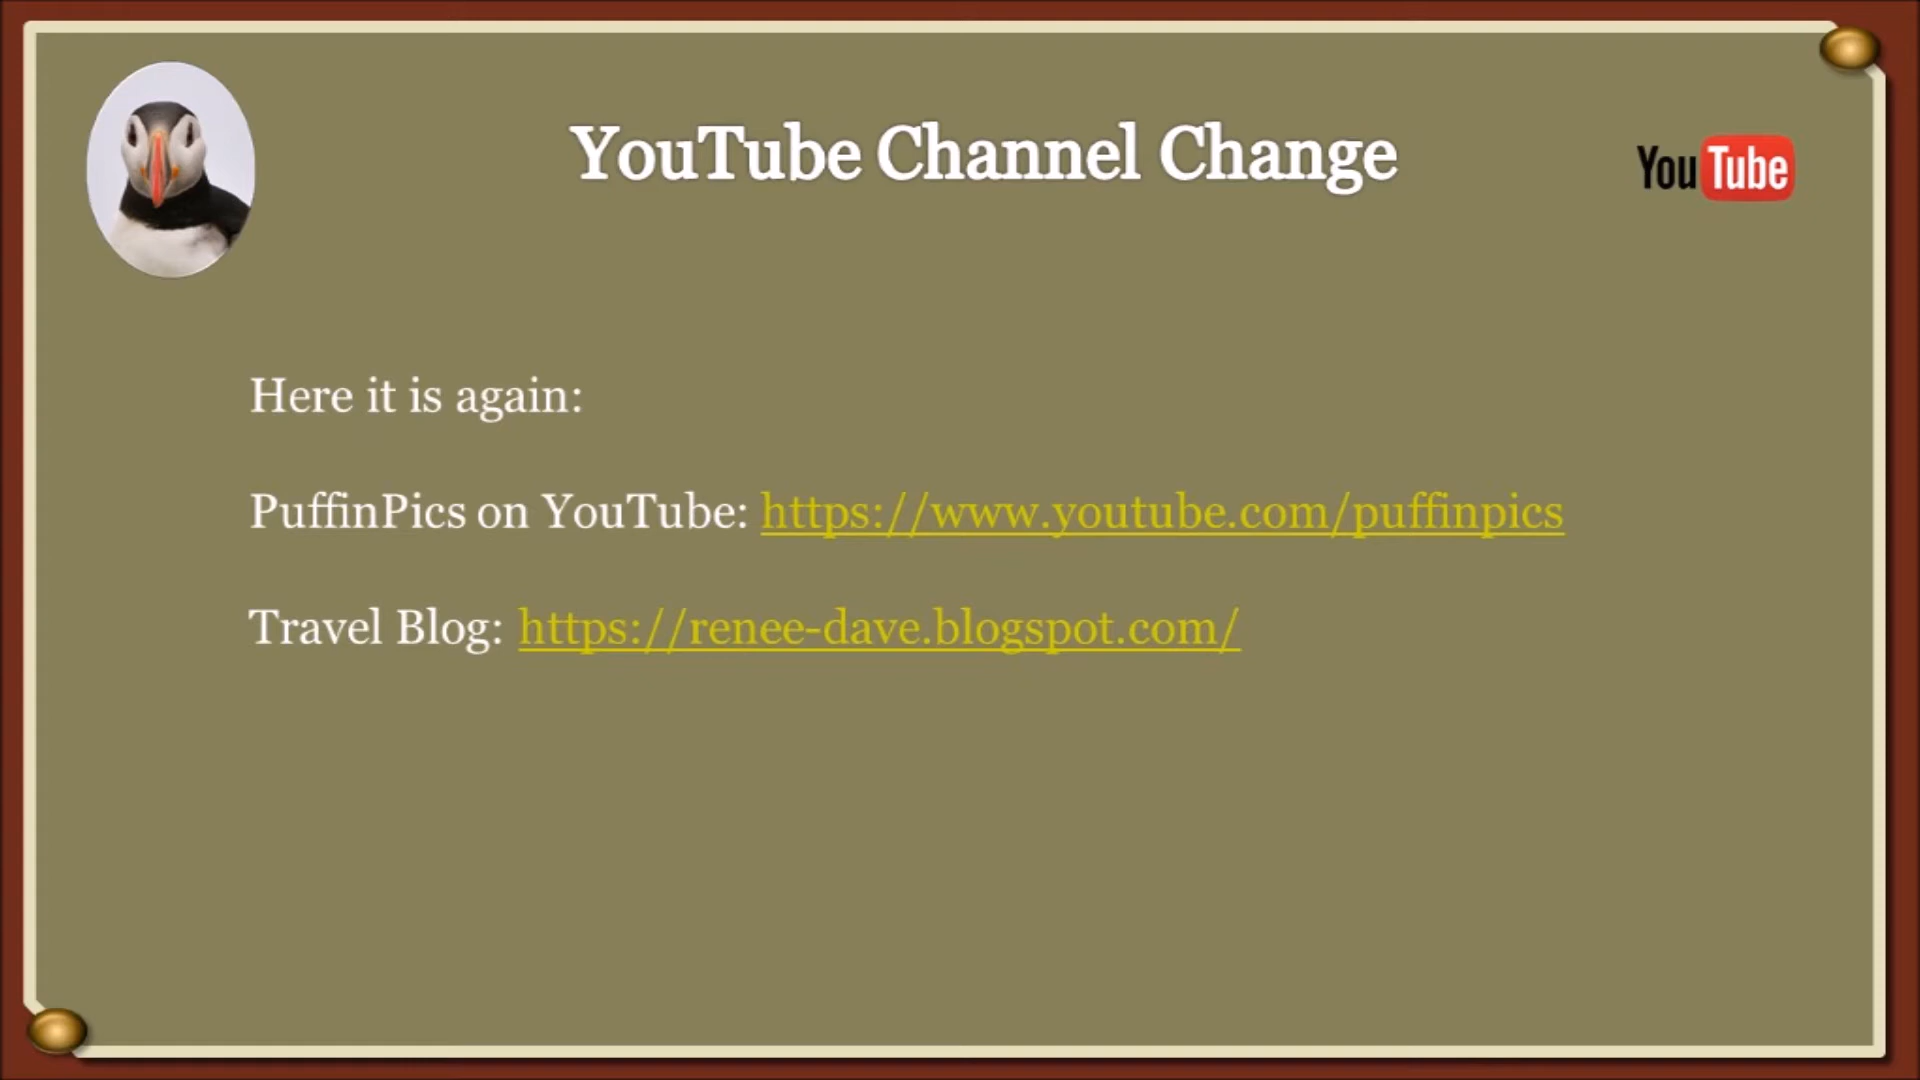 YouTube Channel Change
YouTube
Here it is again:
PuffinPics on YouTube: https://www.youtube.com/puffinpics
Travel Blog: https://renee-dave.blogspot.com/